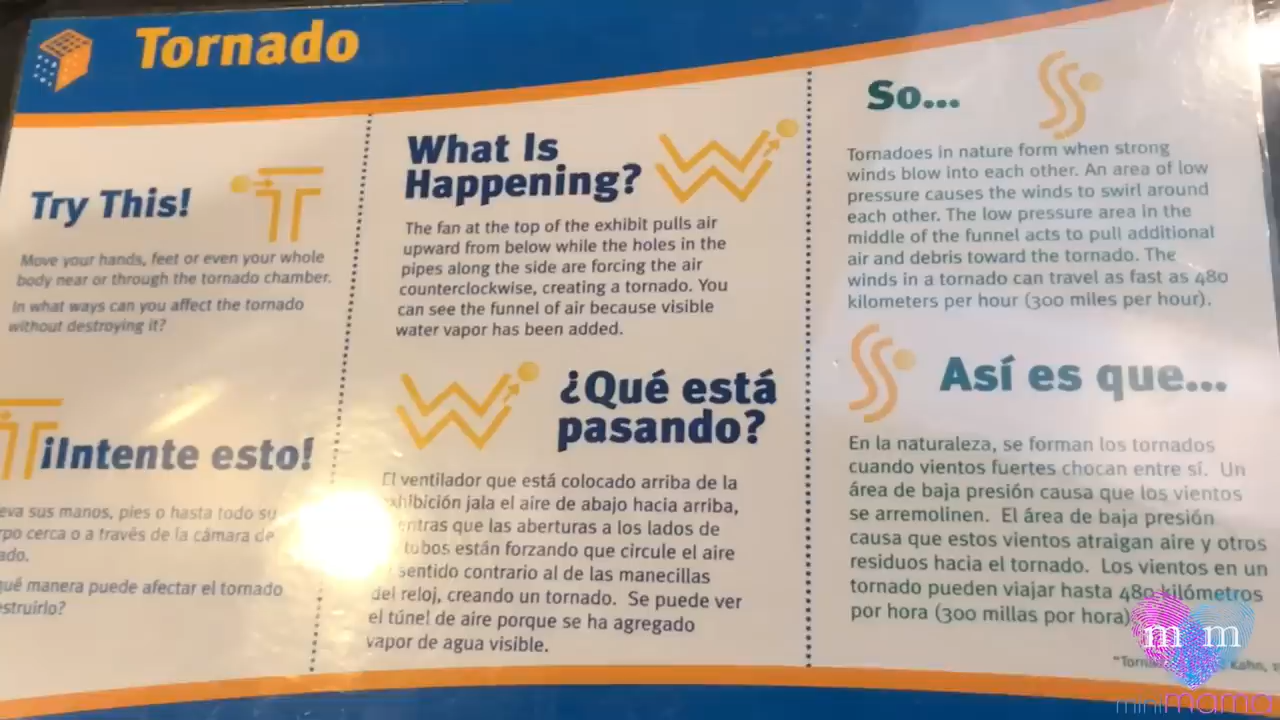 Tornado
Try This!
Move your hands, feet or even your whole
body near or through the tornado chamber.
In what ways can you affect the tornado
without destroying it?
¡Intente esto!
sus manos, pies o hasta todo su
cerca o a través de la cámara de
manera puede afectar el tornado
What Is
Happening?
The fan at the top of the exhibit pulls air
upward from below while the holes in the
pipes along the side are forcing the air
counterclockwise, creating a tornado. You
can see the funnel of air because visible
water vapor has been added.
¿Qué está
pasando?
El ventilador que está colocado arriba de la
jala el aire de abajo hacia arriba,
que las aberturas a los lados de
tubos están forzando que circule el aire
sentido contrario al de las manecillas
del reloj, creando un tornado. Se puede ver
el túnel de aire porque se ha agregado
vapor de agua visible.
So...
Tornadoes in nature form when strong
winds blow into each other. An area of low
pressure causes the winds to swirl around
each other. The low pressure area in the
middle of the funnel acts to pull additional
air and debris toward the tornado. The
winds in a tornado can travel as fast as 480
kilometers per hour (300 miles per hour).
Así es que...
En la naturaleza, se forman los tornados
cuando vientos fuertes chocan entre sí. Un
área de baja presión causa que los vientos
se arremolinen. El área de baja presión
causa que estos vientos atraigan aire y otros
residuos hacia el tornado. Los vientos en un
tornado pueden viajar hasta 480 kilómetros
por hora (300 millas por hora)
m m
mini mama